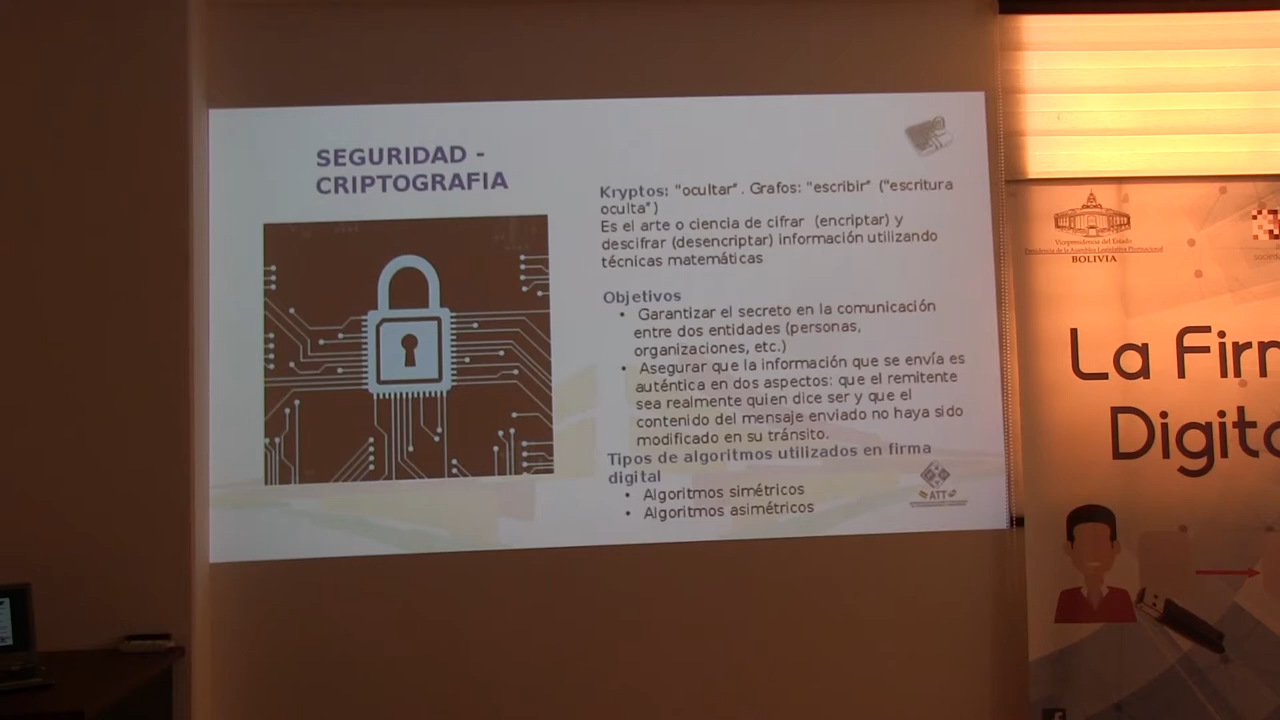 SEGURIDAD -
CRIPTOGRAFIA
Kryptos: "ocultar". Grafos: "escribir" ("escritura
oculta")
Es el arte o ciencia de cifrar (encriptar) y
descifrar (desencriptar) información utilizando
técnicas matemáticas
Objetivos
• Garantizar el secreto en la comunicación
entre dos entidades (personas,
organizaciones, etc.)
• Asegurar que la información que se envía es
auténtica en dos aspectos: que el remitente
sea realmente quien dice ser y que el
contenido del mensaje enviado no haya sido
modificado en su tránsito.
Tipos de algoritmos utilizados en firma
digital
• Algoritmos simétricos
• Algoritmos asimétricos
ATT
Vicepresidencia del Estado
Presidencia de la Asamblea Legislativa Plurinacional
BOLIVIA
La Fir
Digit